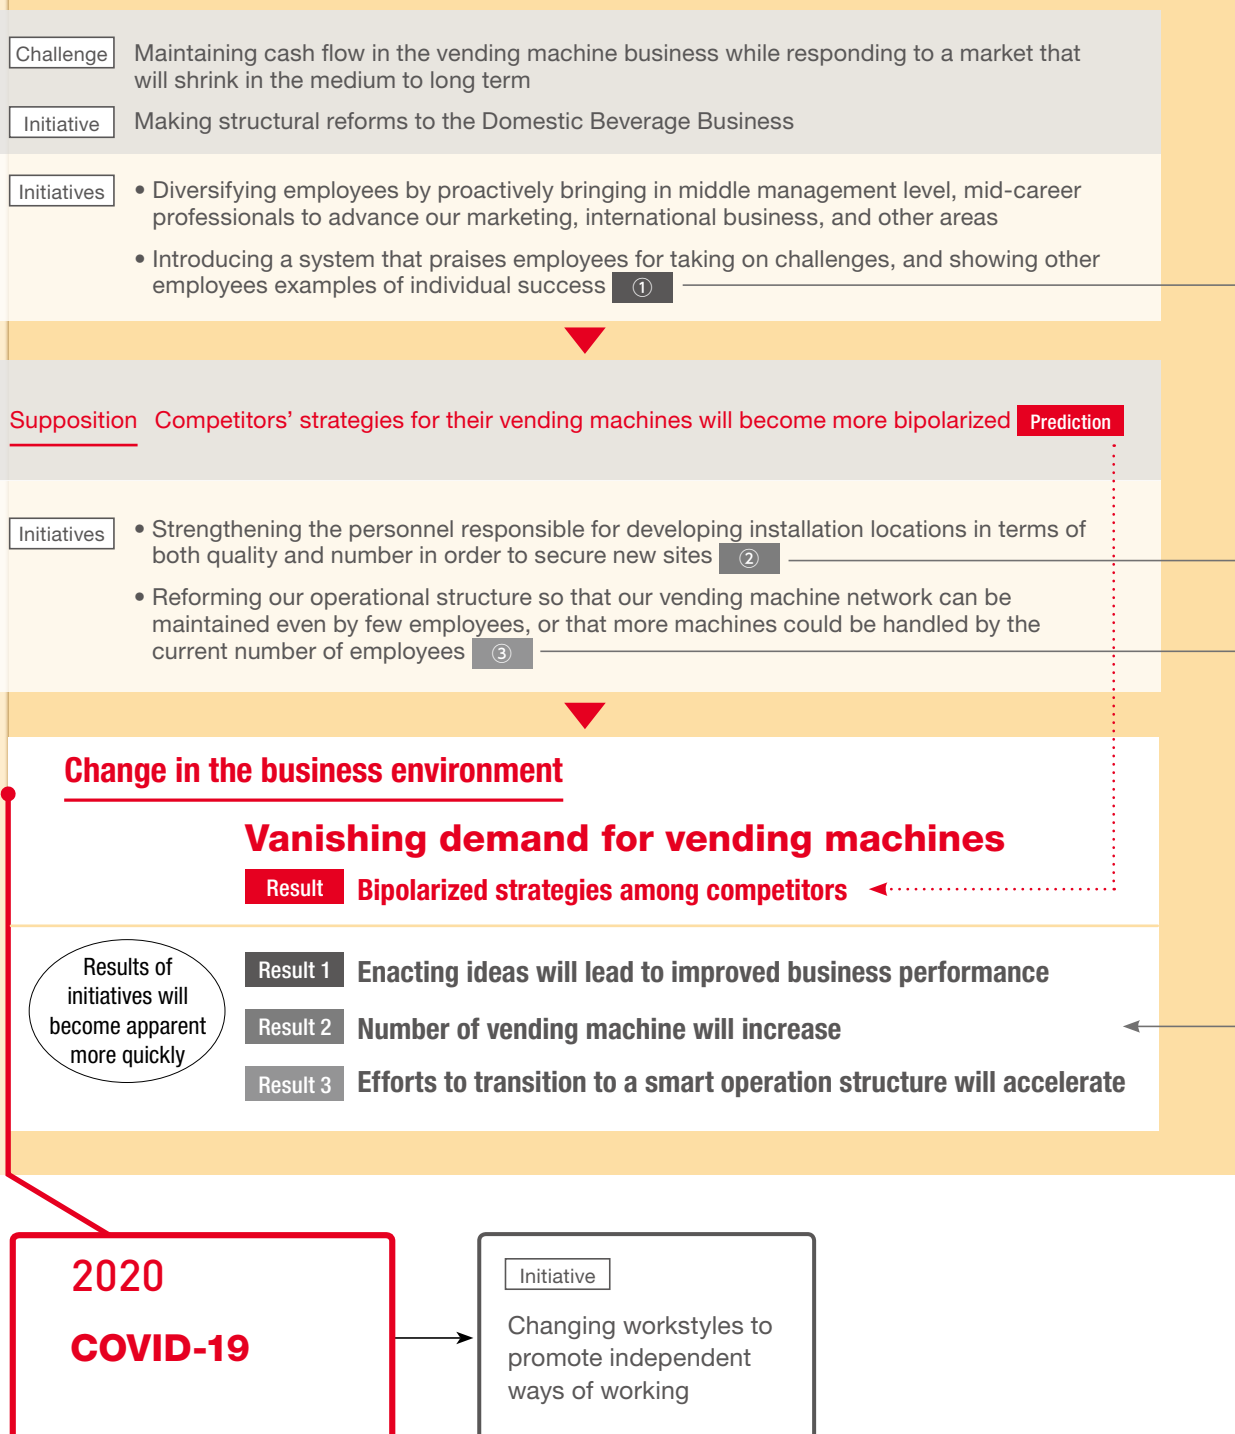 Challenge Maintaining cash flow in the vending machine business while responding to a market that
will shrink in the medium to long term
Initiative Making structural reforms to the Domestic Beverage Business
Initiatives • Diversifying employees by proactively bringing in middle management level, mid-career
professionals to advance our marketing, international business, and other areas
• Introducing a system that praises employees for taking on challenges, and showing other
employees examples of individual success ①
Supposition Competitors’ strategies for their vending machines will become more bipolarized Prediction
Initiatives • Strengthening the personnel responsible for developing installation locations in terms of
both quality and number in order to secure new sites ②
• Reforming our operational structure so that our vending machine network can be
maintained even by few employees, or that more machines could be handled by the
current number of employees ③
Change in the business environment
Vanishing demand for vending machines
Result Bipolarized strategies among competitors
Results of
initiatives will
become apparent
more quickly
Result 1 Enacting ideas will lead to improved business performance
Result 2 Number of vending machine will increase
Result 3 Efforts to transition to a smart operation structure will accelerate
2020
COVID-19
Initiative
Changing workstyles to
promote independent
ways of working